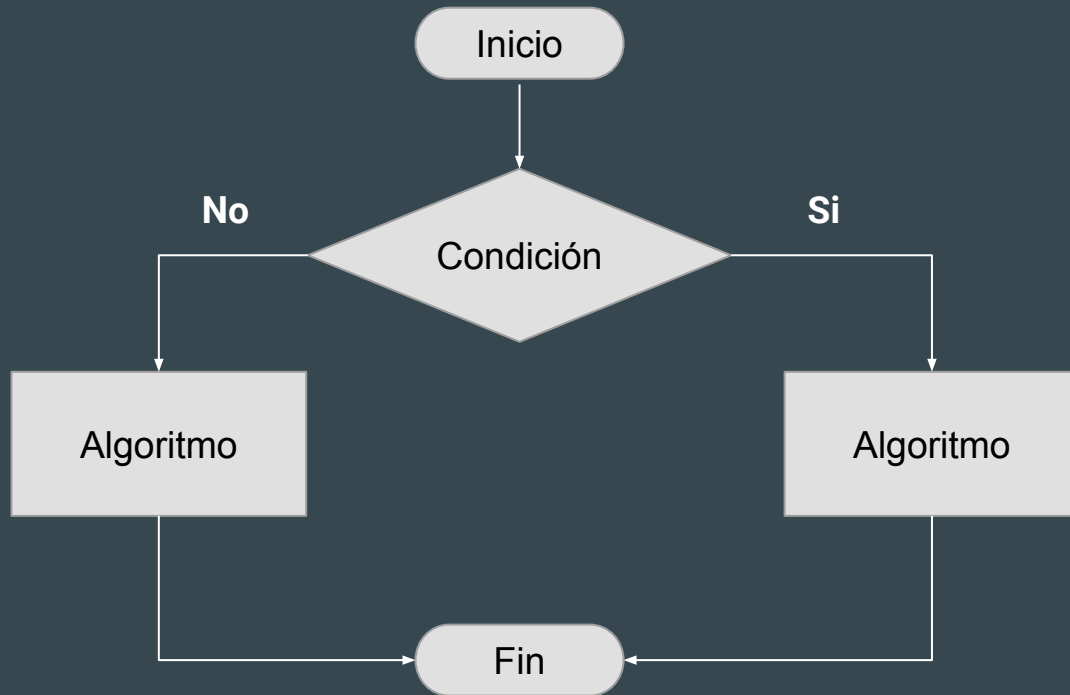 Inicio
No
Si
Condición
Algoritmo
Algoritmo
Fin